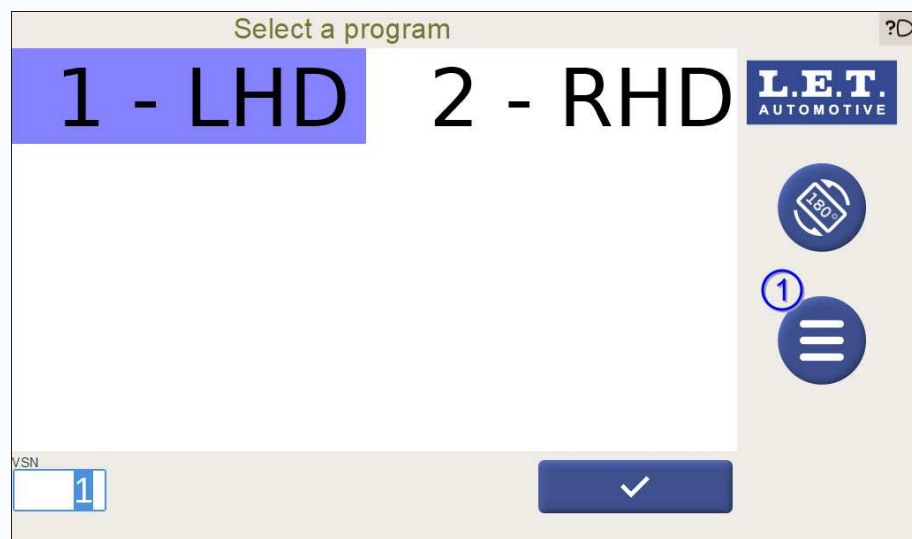 Select a program
?
1 - LHD 2 - RHD
L.E.T.
AUTOMOTIVE
180°
1
VSN
1